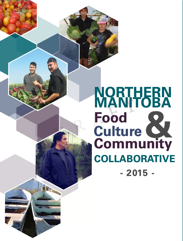 NORTHERN
MANITOBA
Food
Culture &
Community
COLLABORATIVE
- 2015 -